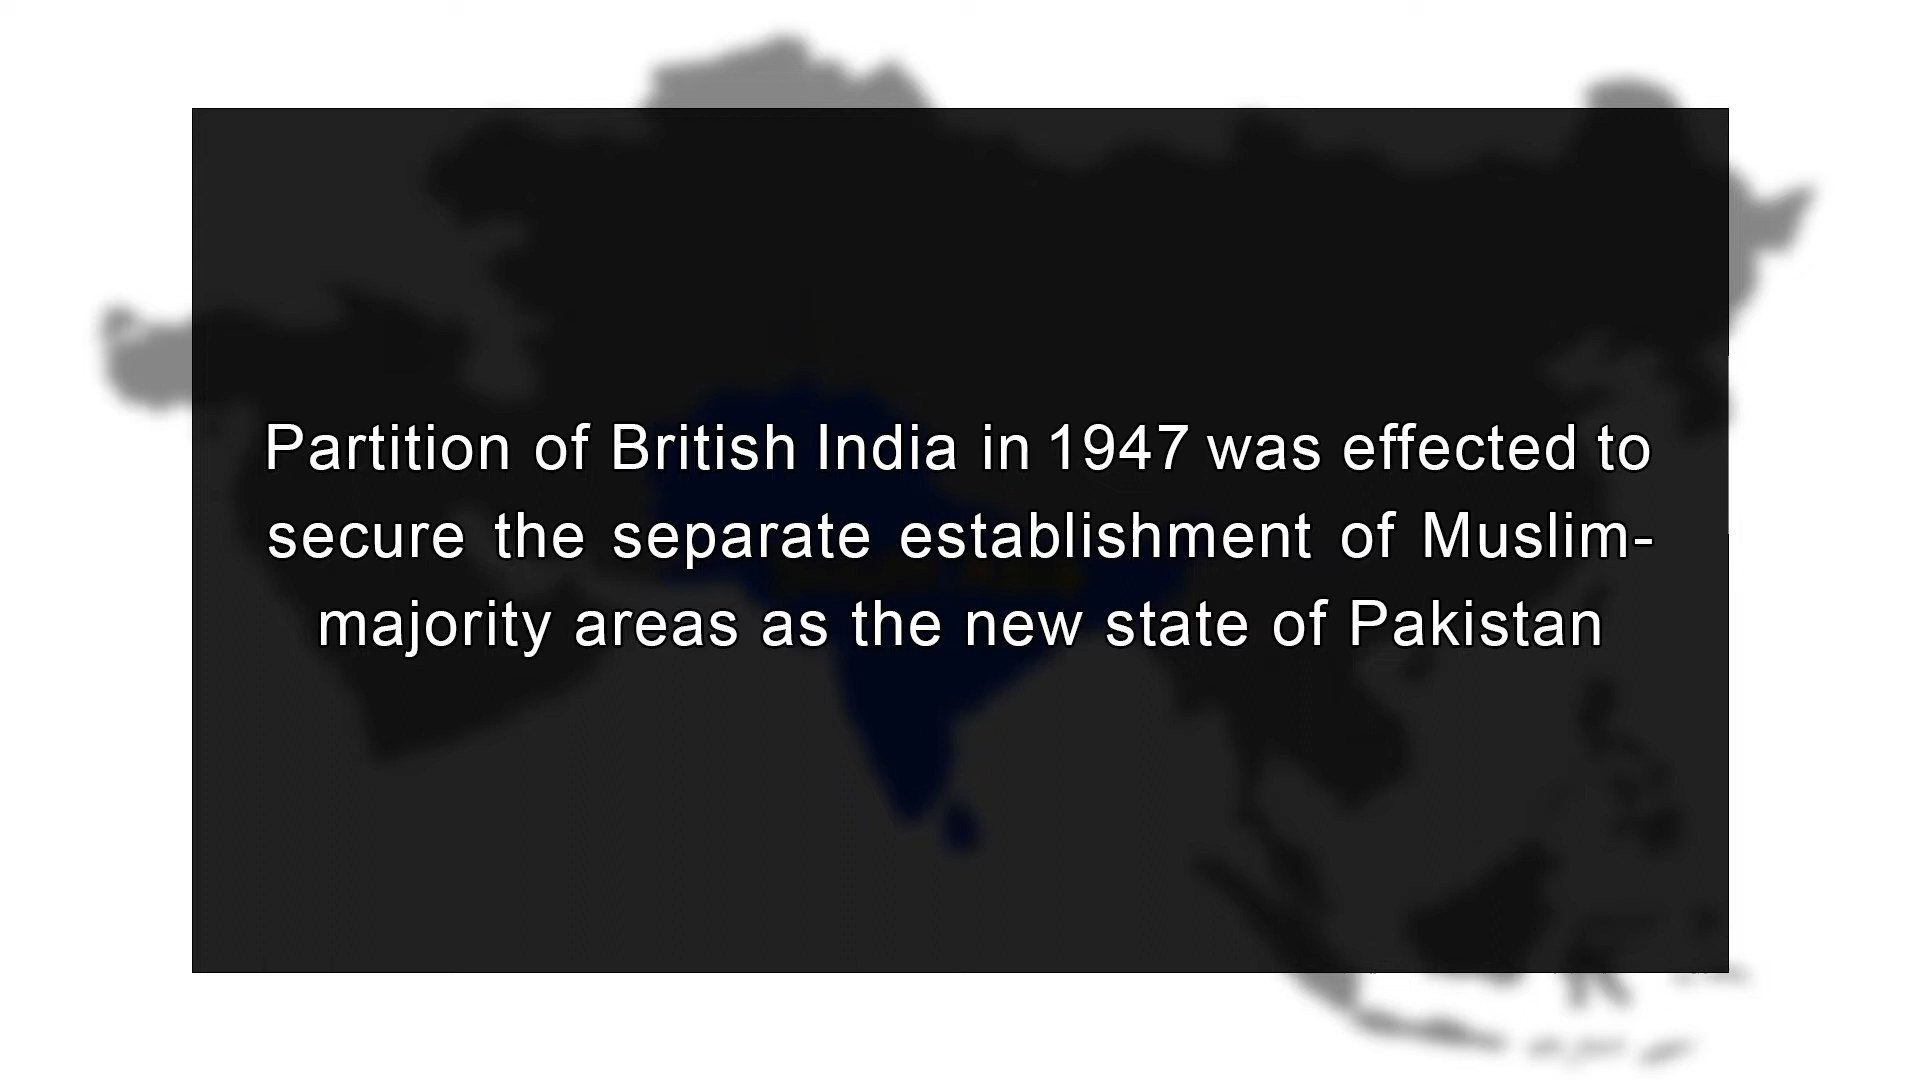 Partition of British India in 1947 was effected to
secure the separate establishment of Muslim-
majority areas as the new state of Pakistan